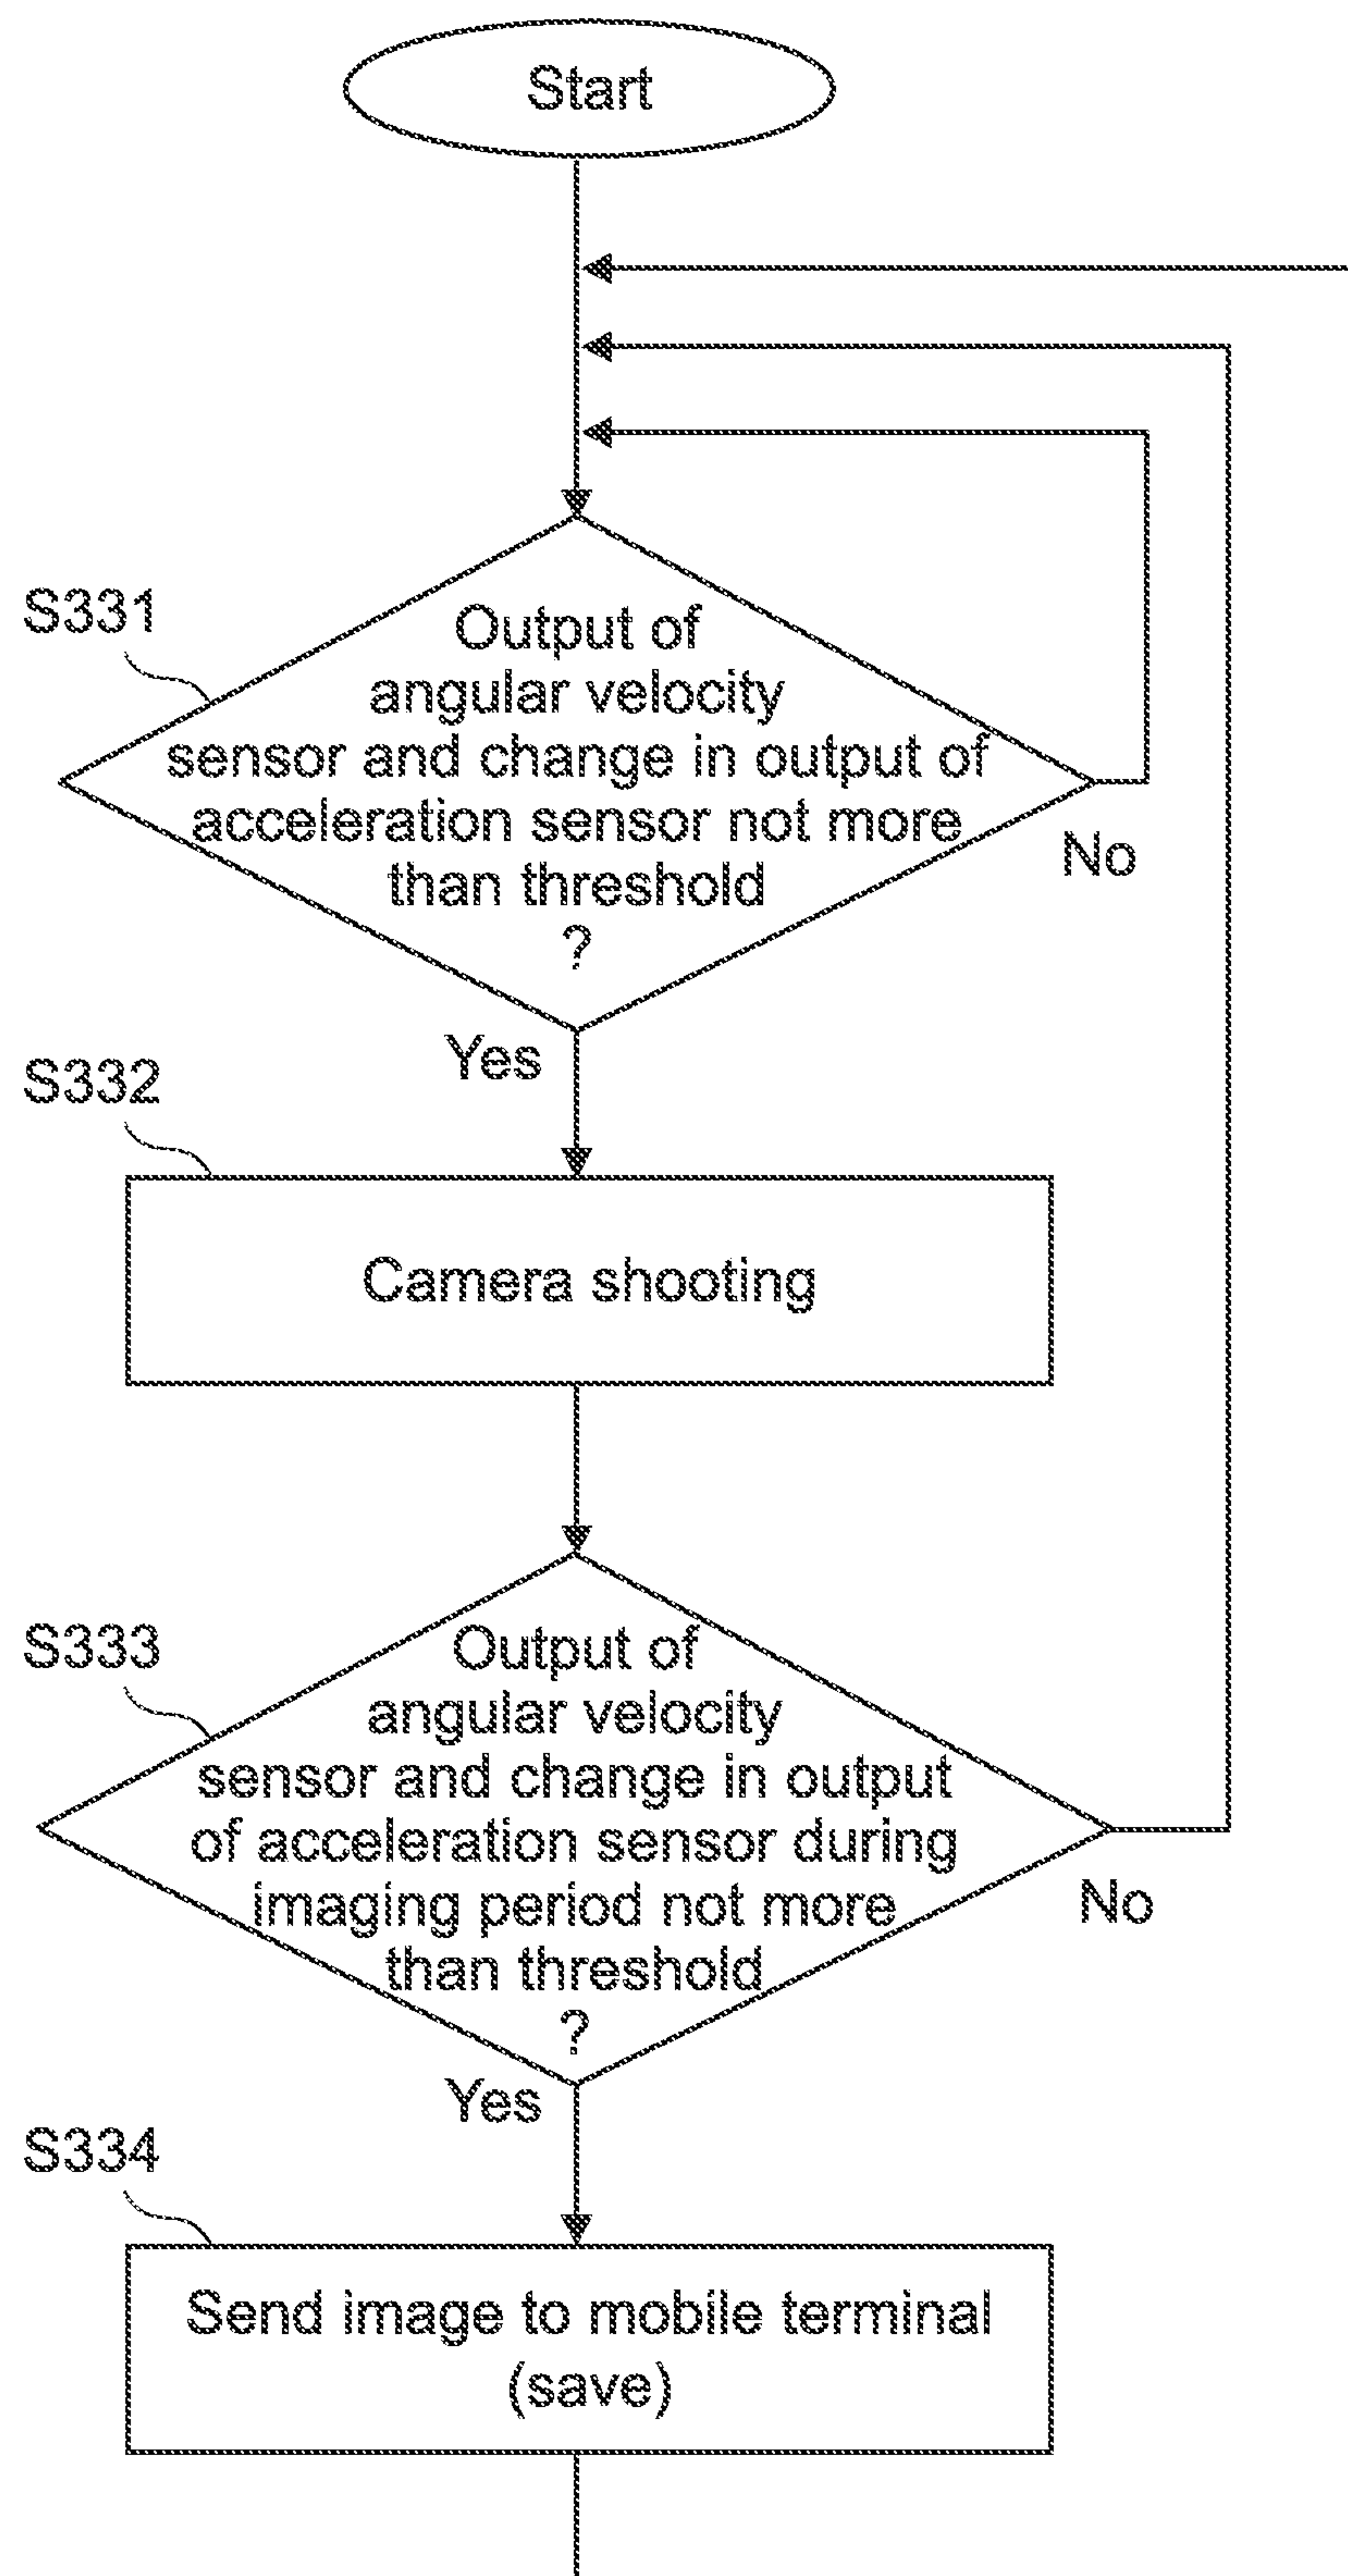 Start
S331
Output of
angular velocity
sensor and change in output of
acceleration sensor not more
than threshold
?
No
Yes
S332
Camera shooting
S333
Output of
angular velocity
sensor and change in output
of acceleration sensor during
imaging period not more
than threshold
?
No
Yes
S334
Send image to mobile terminal
(save)